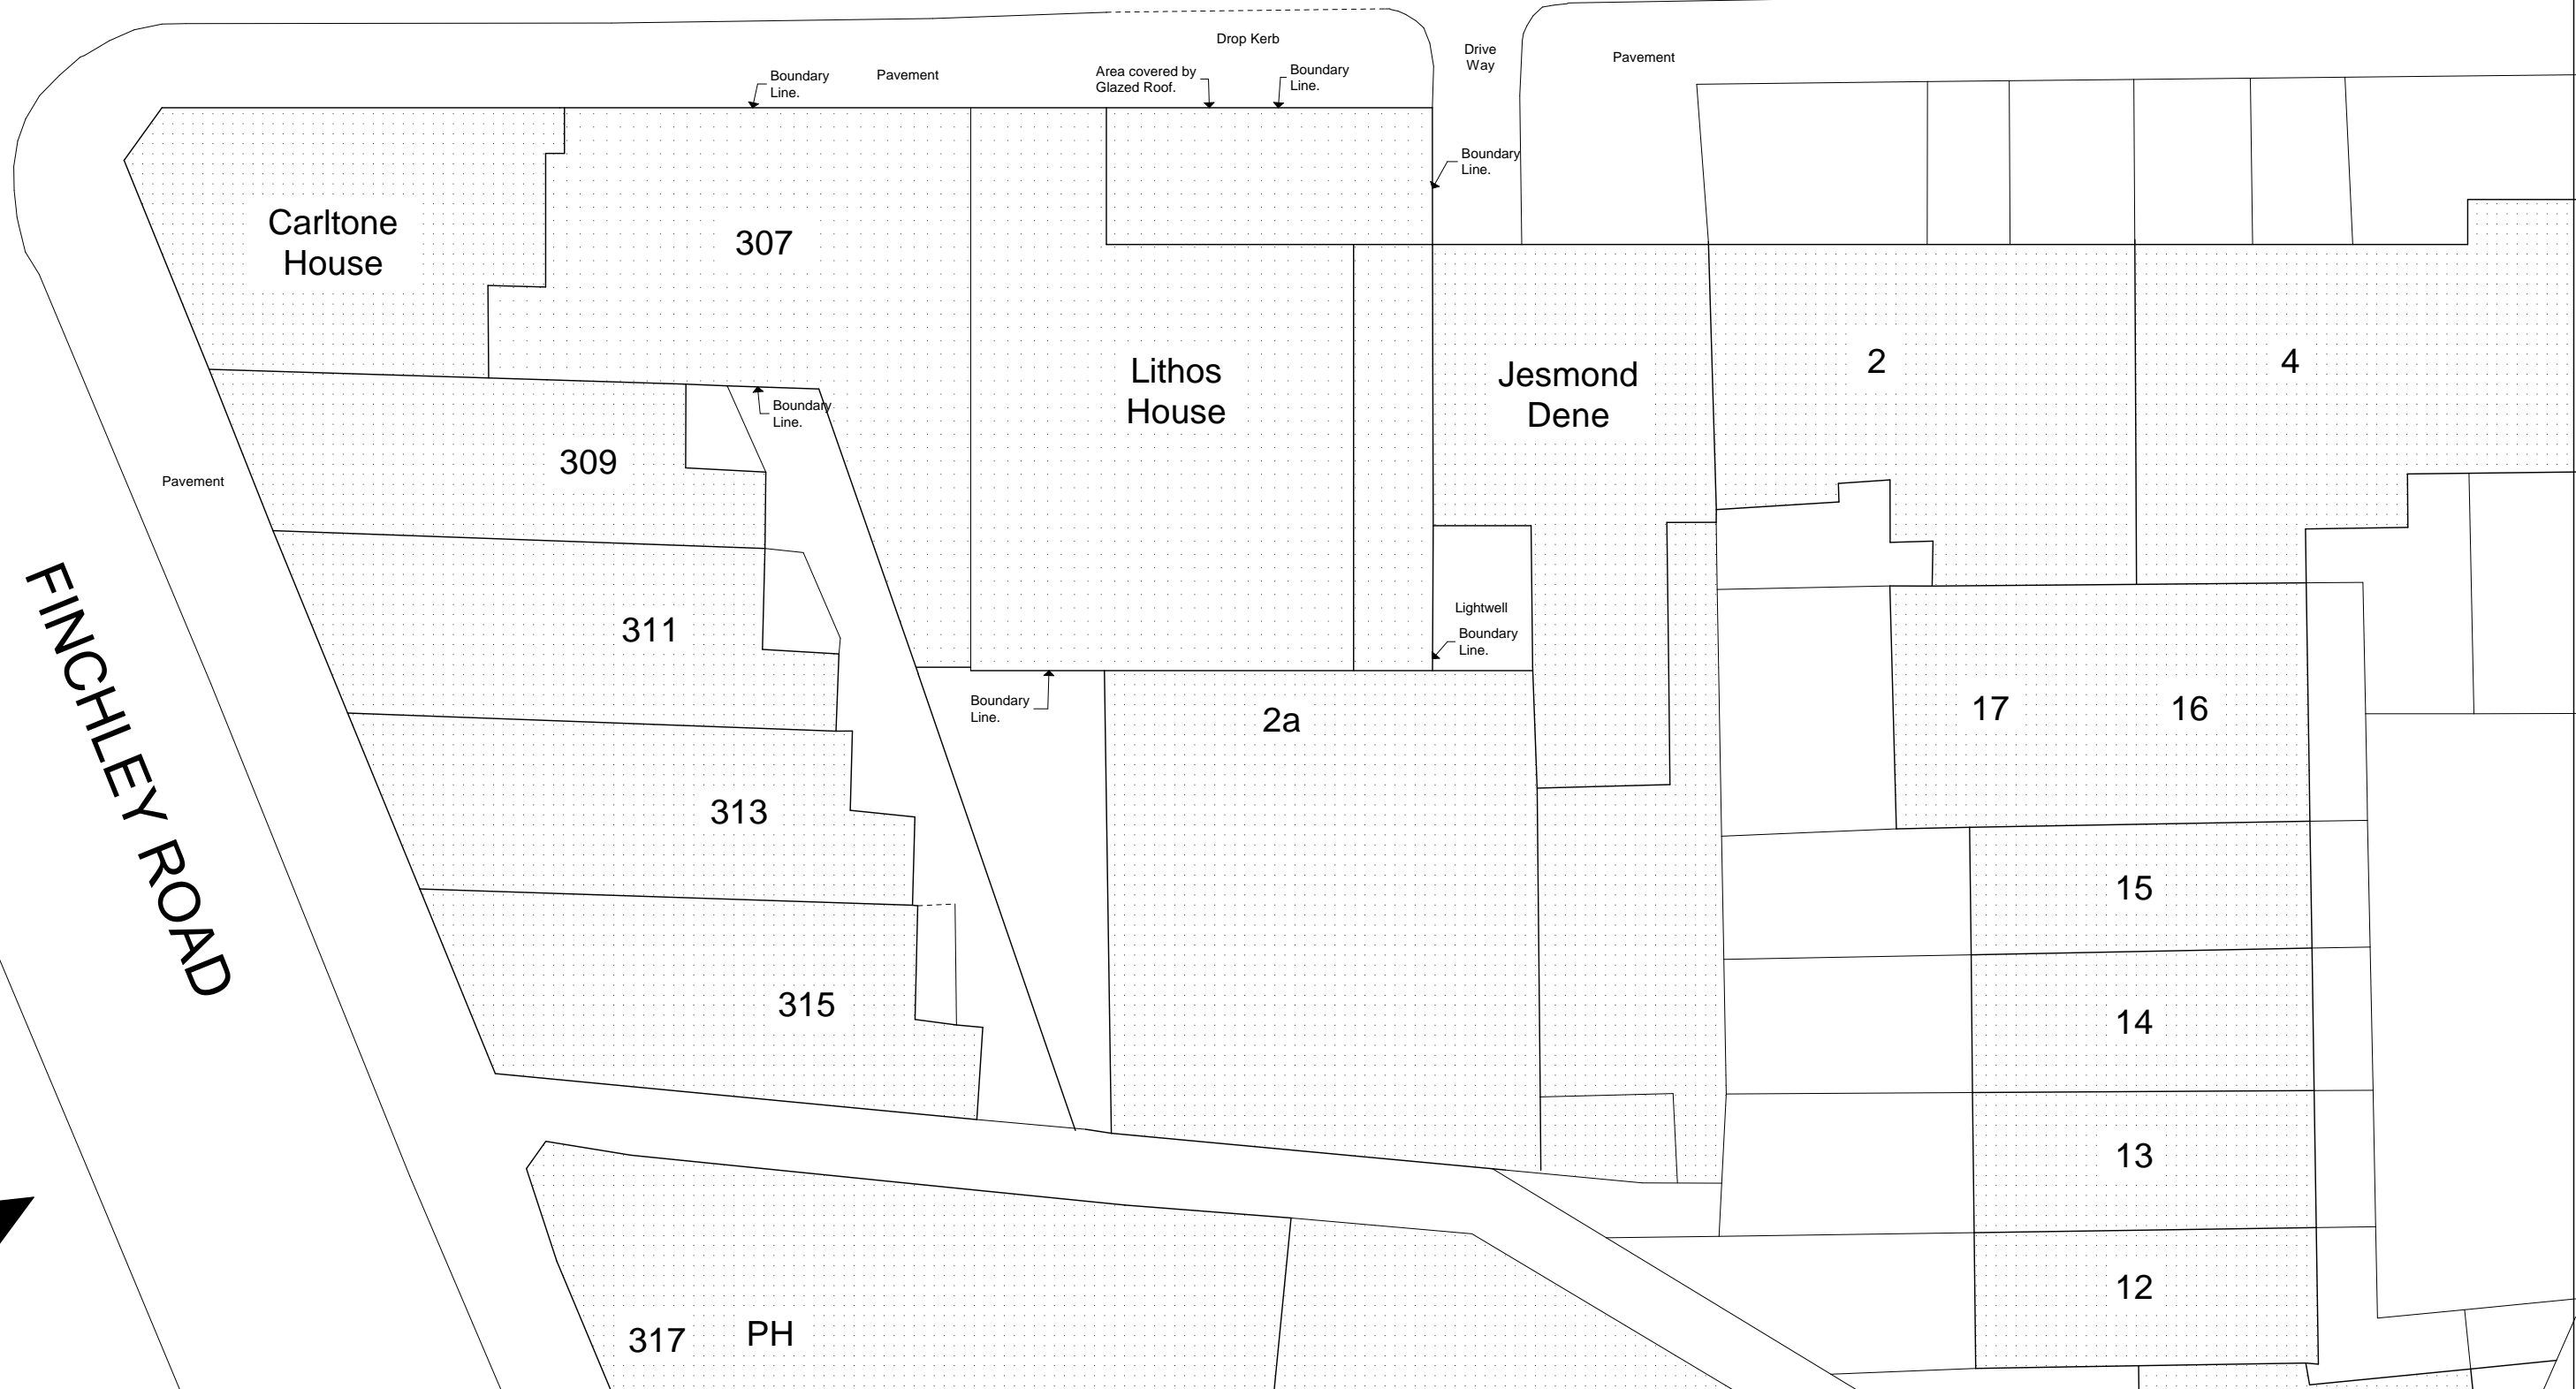 Drop Kerb
Drive
Way
Pavement
Boundary
Line.
Pavement
Area covered by
Glazed Roof.
Boundary
Line.
Boundary
Line.
Carltone
House
307
Lithos
House
Jesmond
Dene
2
4
Boundary
Line.
309
Pavement
FINCHLEY ROAD
311
Lightwell
Boundary
Line.
Boundary
Line.
2a
17
16
313
15
315
14
13
12
317
PH